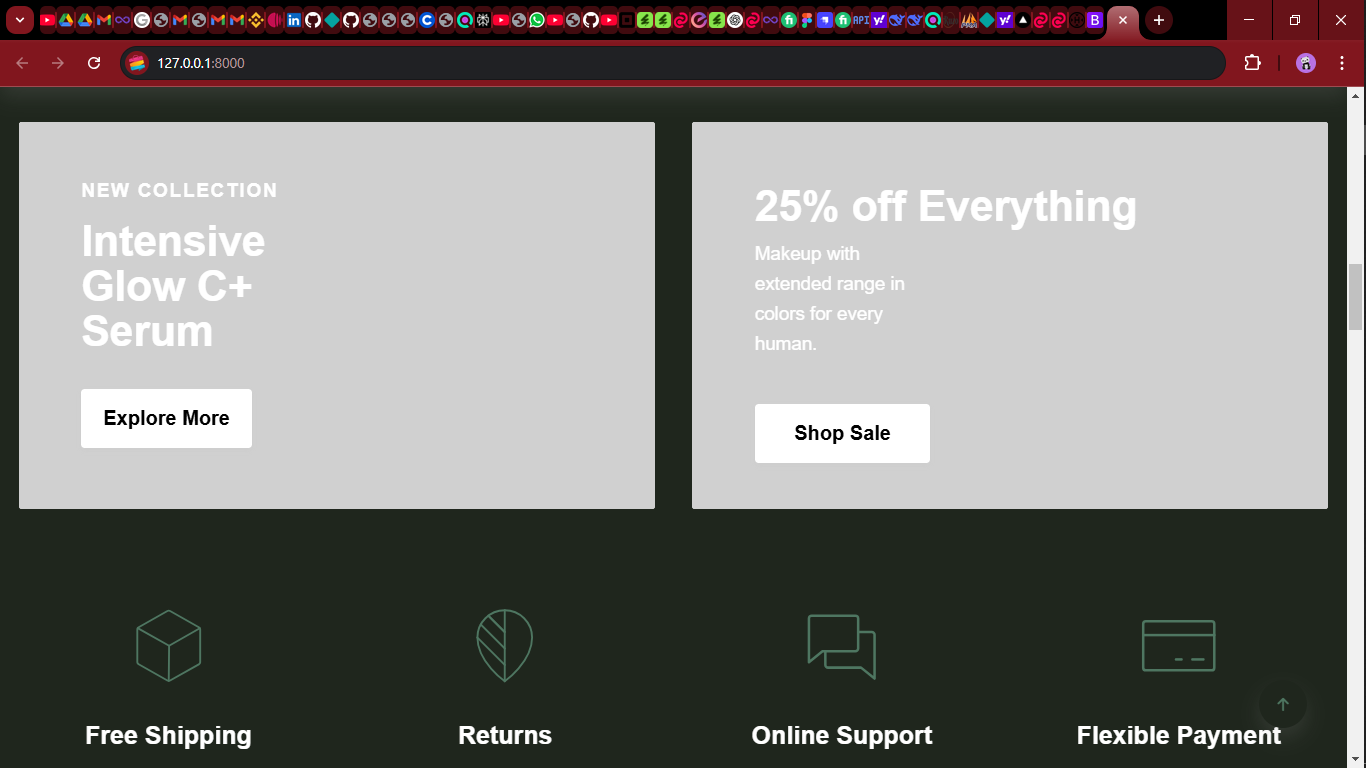 127.0.0.1:8000
NEW COLLECTION
Intensive
Glow C+
Serum
Explore More
25% off Everything
Makeup with
extended range in
colors for every
human.
Shop Sale
Free Shipping
Returns
Online Support
Flexible Payment